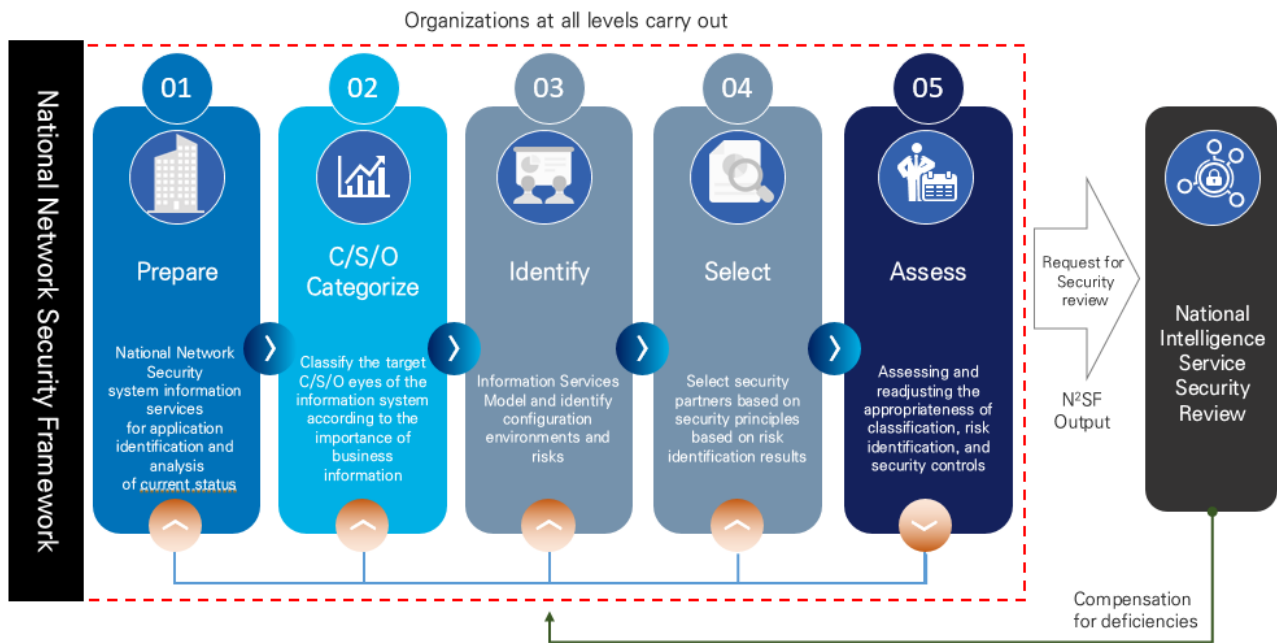 Organizations at all levels carry out
National Network Security Framework
01
Prepare
National Network
Security
system information
services
for application
identification and
analysis
of current status
02
C/S/O
Categorize
Classify the target
C/S/O eyes of the
information system
according to the
importance of
business
information
03
Identify
Information Services
Model and identify
configuration
environments and
risks
04
Select
Select security
partners based on
security principles
based on risk
identification results
05
Assess
Assessing and
readjusting the
appropriateness of
classification, risk
identification, and
security controls
Request for
Security
review
N²SF
Output
National
Intelligence
Service
Security
Review
Compensation
for deficiencies